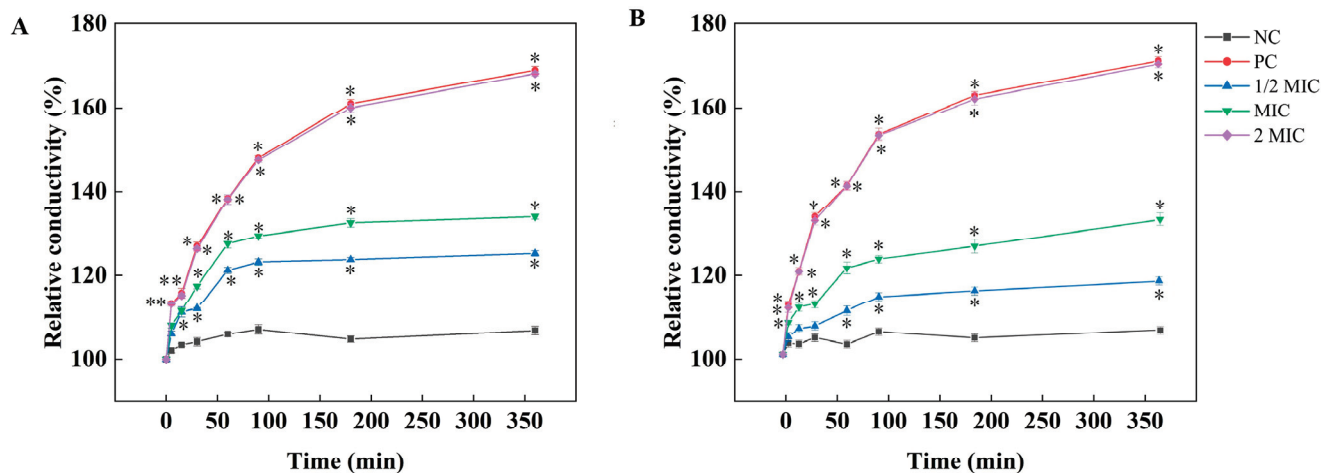 A
Relative conductivity (%)
180
160
140
120
100
0 50 100 150 200 250 300 350
Time (min)
B
Relative conductivity (%)
180
160
140
120
100
0 50 100 150 200 250 300 350
Time (min)
NC
PC
1/2 MIC
MIC
2 MIC